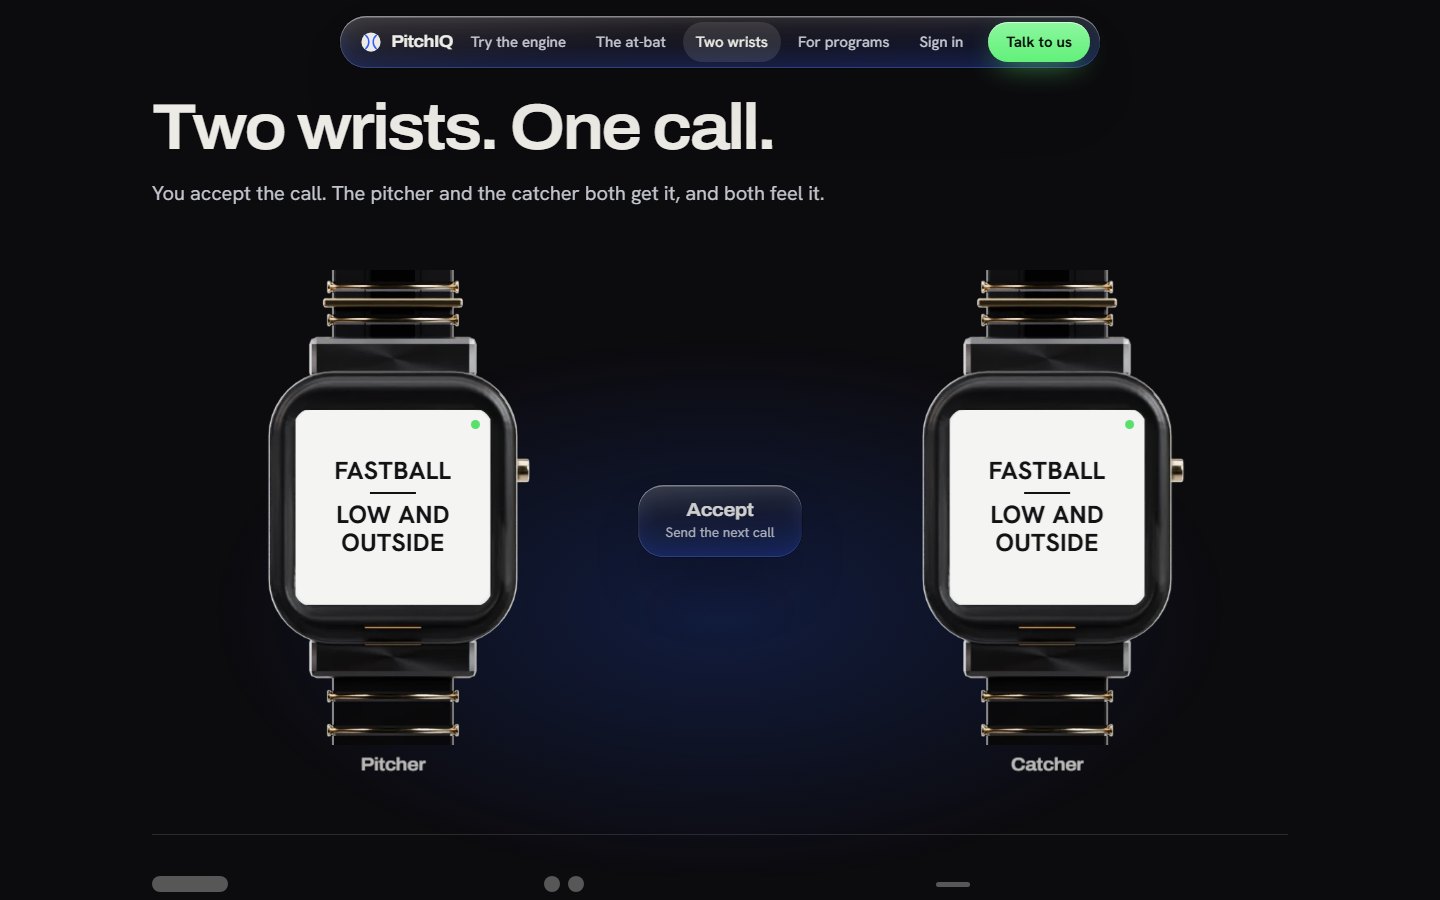 PitchIQ Try the engine The at-bat Two wrists For programs Sign in Talk to us
Two wrists. One call.
You accept the call. The pitcher and the catcher both get it, and both feel it.
FASTBALL
LOW AND
OUTSIDE
Accept
Send the next call
FASTBALL
LOW AND
OUTSIDE
Pitcher
Catcher